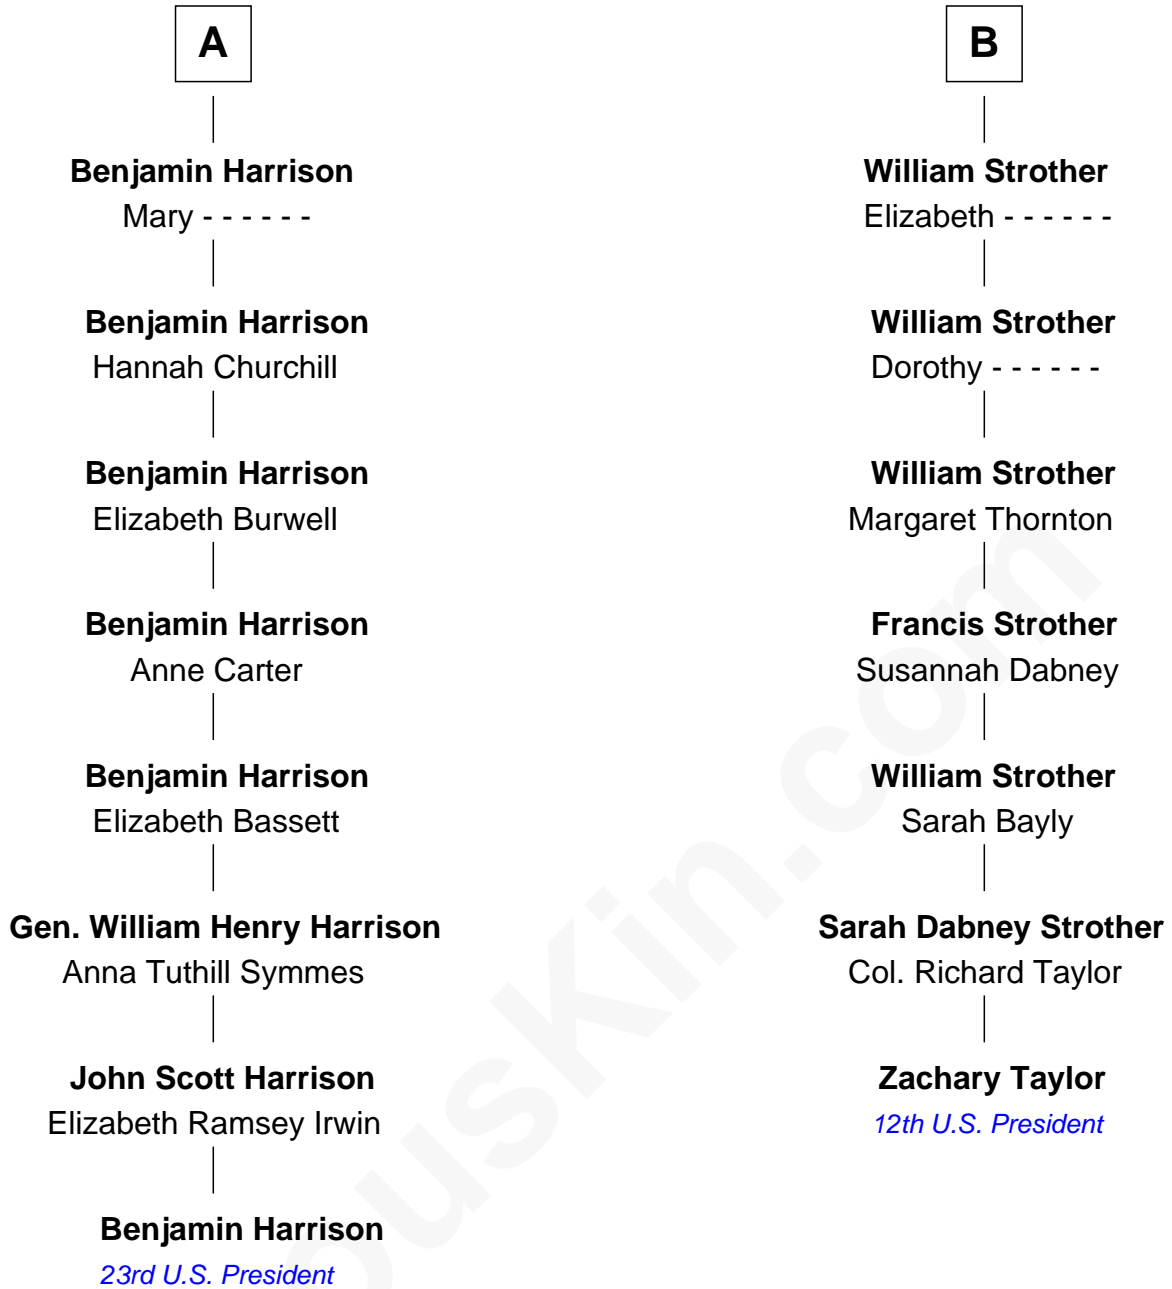 A
Benjamin Harrison
Mary - - - - - -
Benjamin Harrison
Hannah Churchill
Benjamin Harrison
Elizabeth Burwell
Benjamin Harrison
Anne Carter
Benjamin Harrison
Elizabeth Bassett
Gen. William Henry Harrison
Anna Tuthill Symmes
John Scott Harrison
Elizabeth Ramsey Irwin
Benjamin Harrison
23rd U.S. President
B
William Strother
Elizabeth - - - - - -
William Strother
Dorothy - - - - - -
William Strother
Margaret Thornton
Francis Strother
Susannah Dabney
William Strother
Sarah Bayly
Sarah Dabney Strother
Col. Richard Taylor
Zachary Taylor
12th U.S. President
ousKin.com